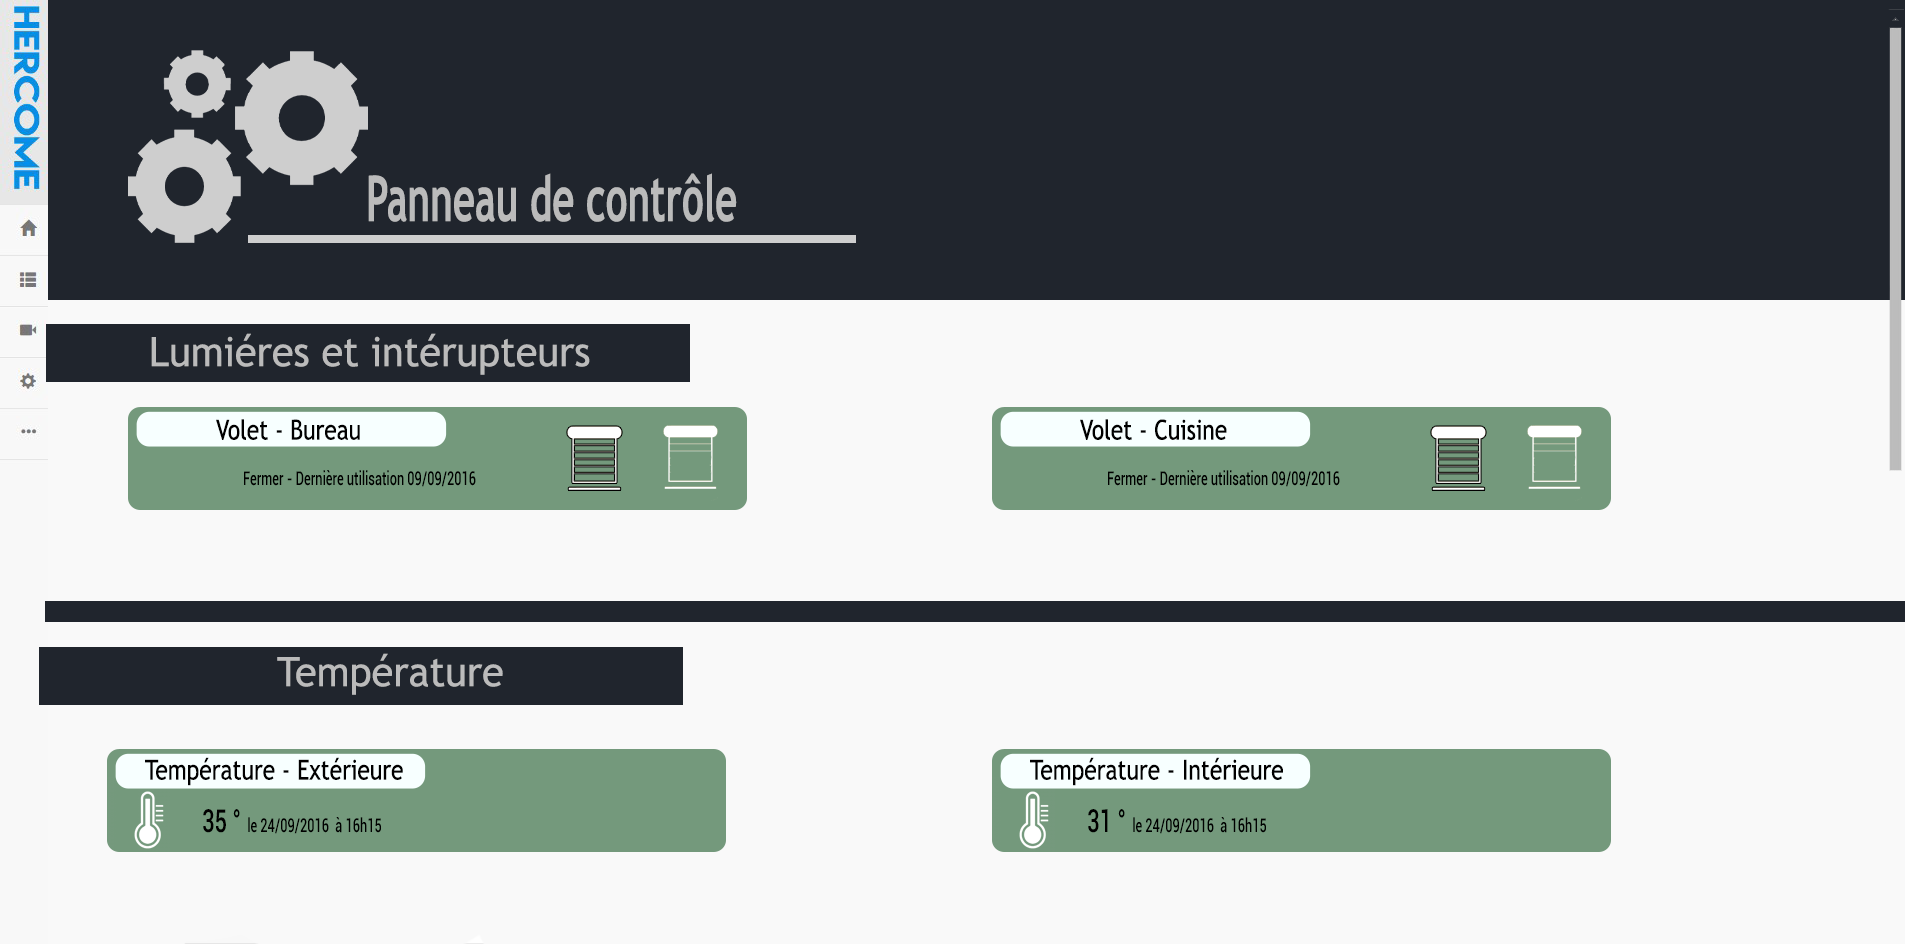 HERCOME
Panneau de contrôle
Lumiéres et intérupteurs
Volet - Bureau
Fermer - Dernière utilisation 09/09/2016
Volet - Cuisine
Fermer - Dernière utilisation 09/09/2016
Température
Température - Extérieure
35 ° le 24/09/2016 à 16h15
Température - Intérieure
31 ° le 24/09/2016 à 16h15